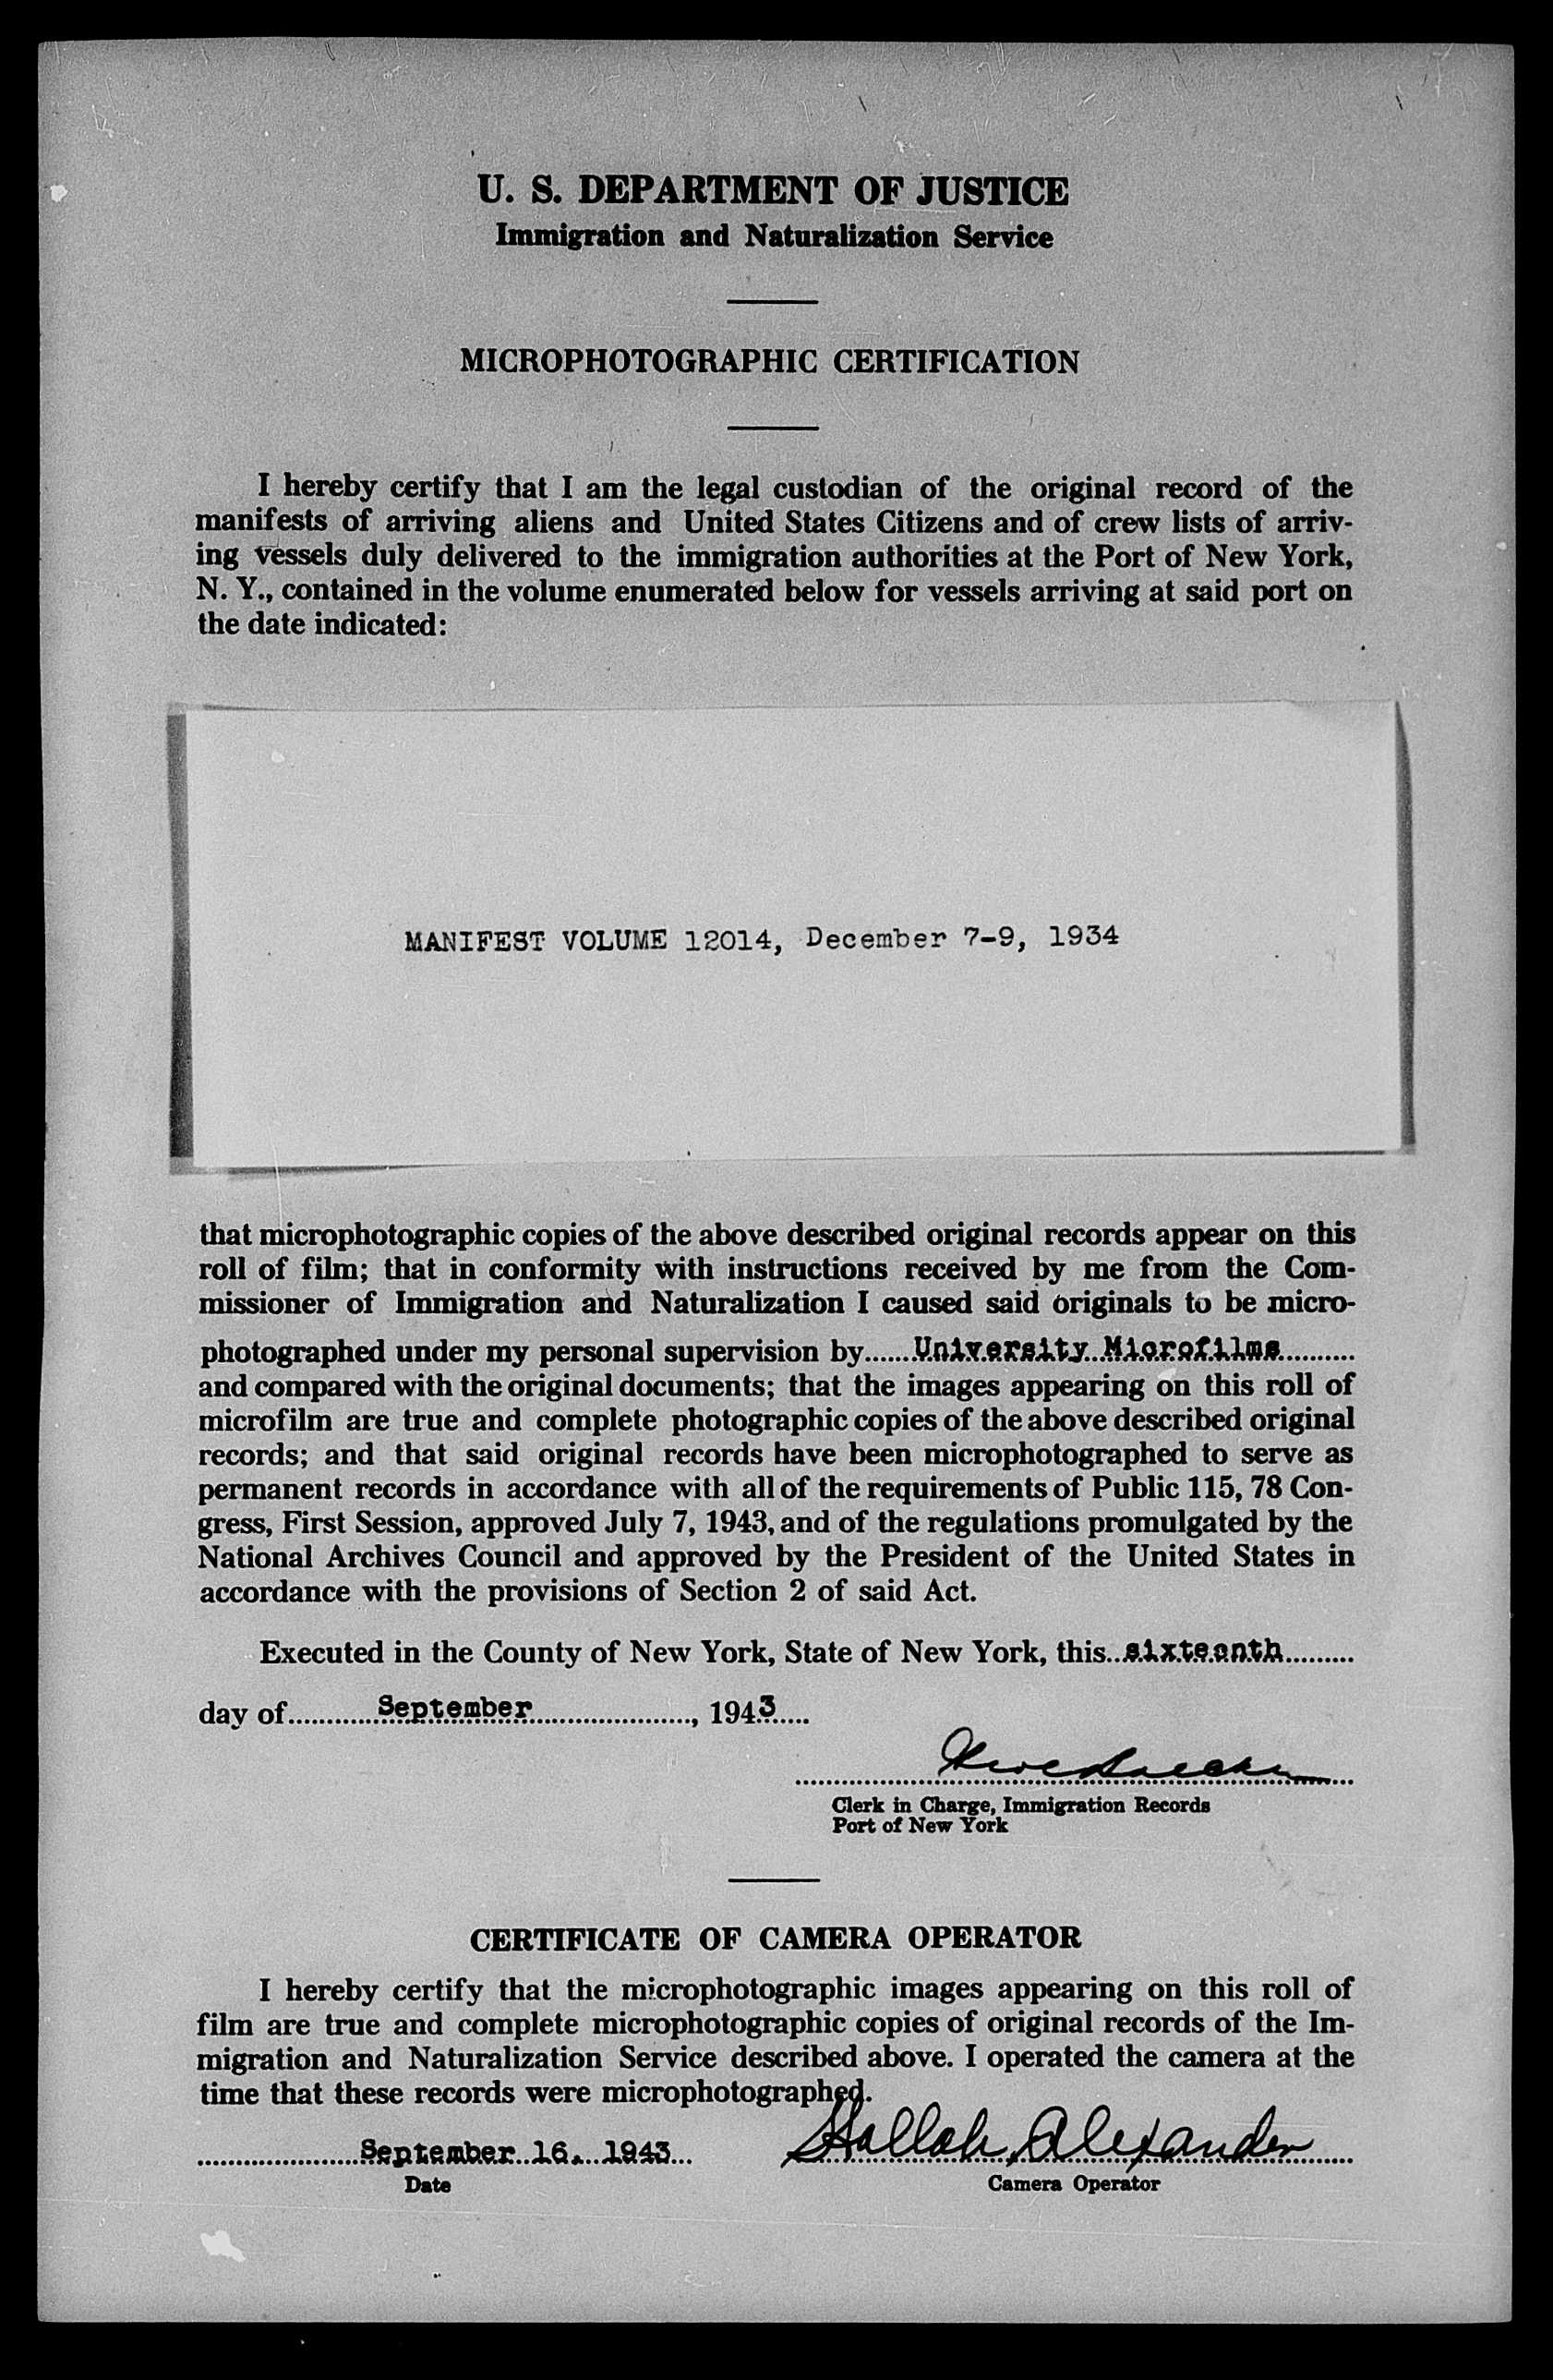 U. S. DEPARTMENT OF JUSTICE
Immigration and Naturalization Service
MICROPHOTOGRAPHIC CERTIFICATION
I hereby certify that I am the legal custodian of the original record of the
manifests of arriving aliens and United States Citizens and of crew lists of arriv-
ing vessels duly delivered to the immigration authorities at the Port of New York,
N. Y., contained in the volume enumerated below for vessels arriving at said port on
the date indicated:
MANIFEST VOLUME 12014, December 7-9, 1934
that microphotographic copies of the above described original records appear on this
roll of film; that in conformity with instructions received by me from the Com-
missioner of Immigration and Naturalization I caused said originals to be micro-
photographed under my personal supervision by......University Microfilms..........
and compared with the original documents; that the images appearing on this roll of
microfilm are true and complete photographic copies of the above described original
records; and that said original records have been microphotographed to serve as
permanent records in accordance with all of the requirements of Public 115, 78 Con-
gress, First Session, approved July 7, 1943, and of the regulations promulgated by the
National Archives Council and approved by the President of the United States in
accordance with the provisions of Section 2 of said Act.
Executed in the County of New York, State of New York, this..sixteenth.........
day of............September......................, 1943.....
Clerk in Charge, Immigration Records
Port of New York
CERTIFICATE OF CAMERA OPERATOR
I hereby certify that the microphotographic images appearing on this roll of
film are true and complete microphotographic copies of original records of the Im-
migration and Naturalization Service described above. I operated the camera at the
time that these records were microphotographed.
.....................September 16, 1943... Hallah Alexander
Date Camera Operator